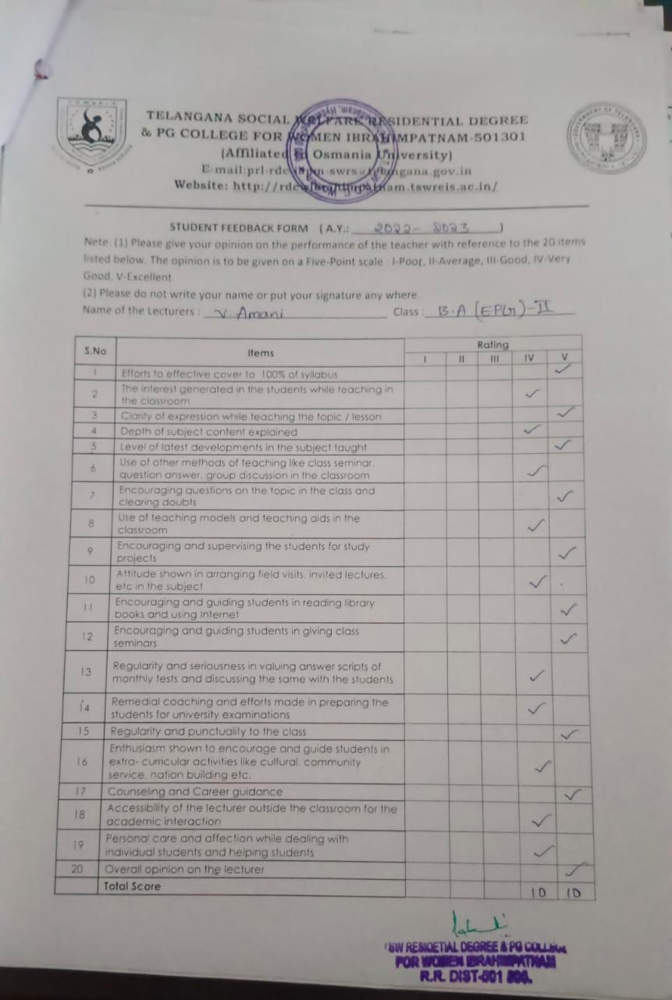 TELANGANA SOCIAL WELFARE RESIDENTIAL DEGREE
& PG COLLEGE FOR WOMEN IBRAHIMPATNAM-501301
(Affiliated to Osmania University)
E-mail:prl-rdc
Website: http://
STUDENT FEEDBACK FORM ( A.Y.: 2022- 2023 )
Note: (1) Please give your opinion on the performance of the teacher with reference to the 20 items
listed below. The opinion is to be given on a Five-Point scale : I-Poor, II-Average, III-Good, IV-Very
Good, V-Excellent
(2) Please do not write your name or put your signature any where.
Name of the Lecturers : V. Amani Class : B.A (EPG)-II
S.No Items Rating
I II III IV V
1 Efforts to effective cover to 100% of syllabus ✓
2 The interest generated in the students while teaching in
the classroom ✓
3 Clarity of expression while teaching the topic / lesson ✓
4 Depth of subject content explained ✓
5 Level of latest developments in the subject taught ✓
6 Use of other methods of teaching like class seminar,
question answer, group discussion in the classroom ✓
7 Encouraging questions on the topic in the class and
clearing doubts ✓
8 Use of teaching models and teaching aids in the
classroom ✓
9 Encouraging and supervising the students for study
projects ✓
10 Attitude shown in arranging field visits, invited lectures,
etc in the subject ✓
11 Encouraging and guiding students in reading library
books and using Internet ✓
12 Encouraging and guiding students in giving class
seminars ✓
13 Regularity and seriousness in valuing answer scripts of
monthly tests and discussing the same with the students ✓
14 Remedial coaching and efforts made in preparing the
students for university examinations ✓
15 Regularity and punctuality to the class ✓
16 Enthusiasm shown to encourage and guide students in
extra- curricular activities like cultural, community
service, nation building etc. ✓
17 Counseling and Career guidance ✓
18 Accessibility of the lecturer outside the classroom for the
academic interaction ✓
19 Personal care and affection while dealing with
individual students and helping students ✓
20 Overall opinion on the lecturer ✓
Total Score 10 10
TSW RESIDETIAL DEGREE & PG COLLEGE
FOR WOMEN IBRAHIMPATNAM
R.R. DIST-501